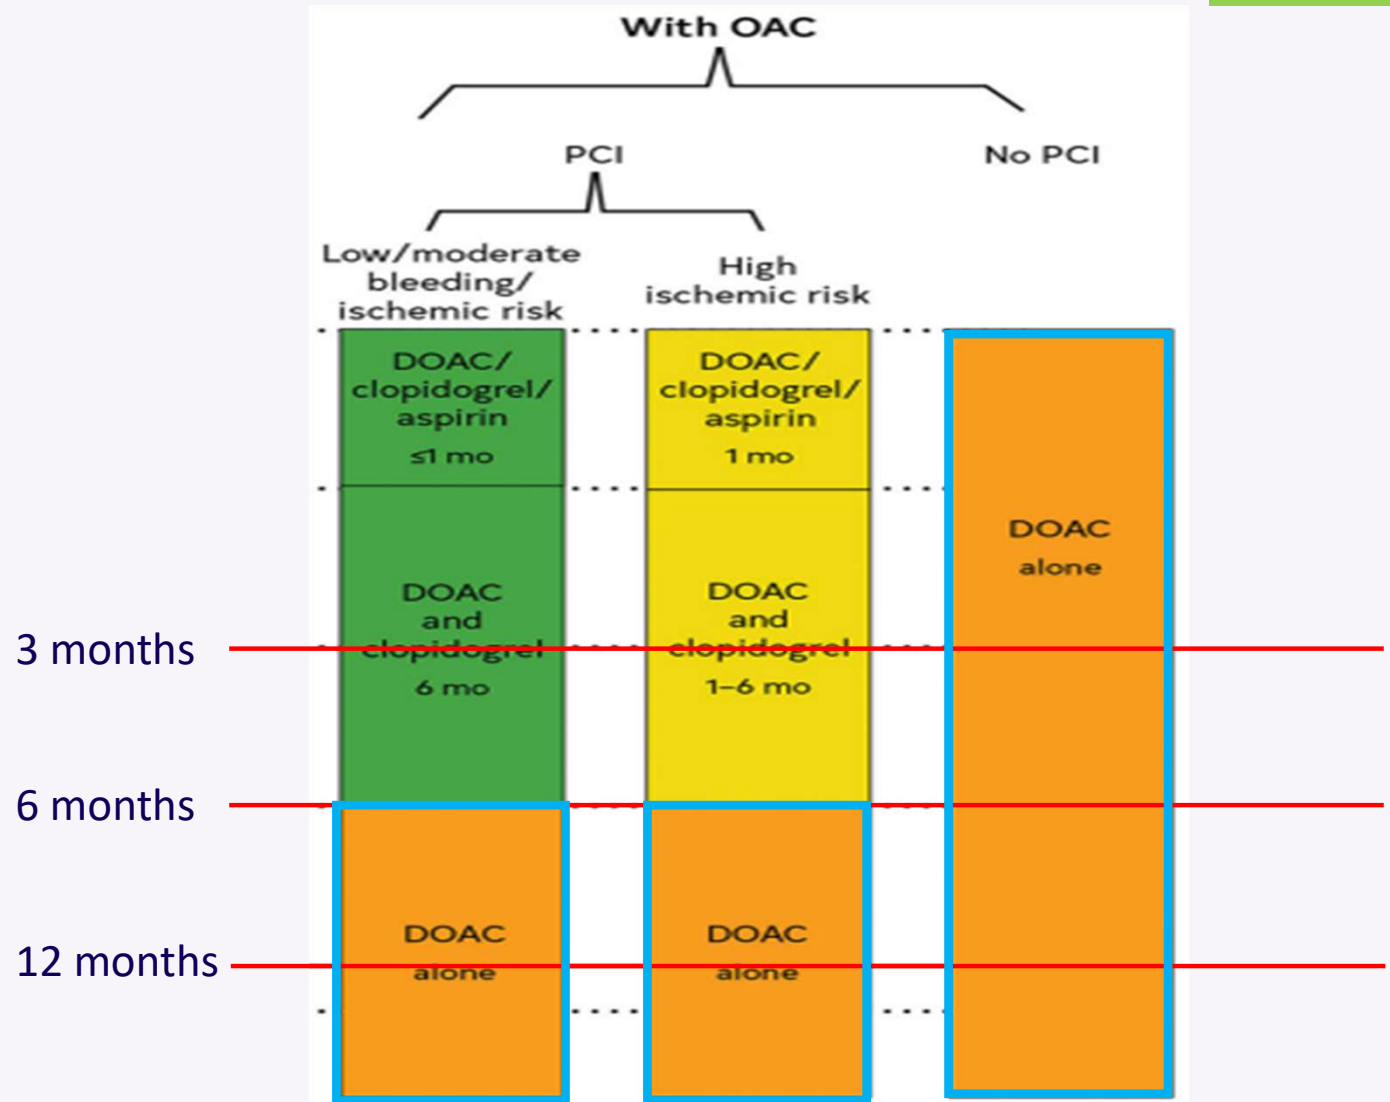 With OAC
PCI
No PCI
Low/moderate
bleeding/
ischemic risk
High
ischemic risk
DOAC/
clopidogrel/
aspirin
≤1 mo
DOAC/
clopidogrel/
aspirin
1 mo
DOAC
alone
DOAC
and
clopidogrel
6 mo
DOAC
and
clopidogrel
1–6 mo
3 months
6 months
DOAC
alone
DOAC
alone
12 months